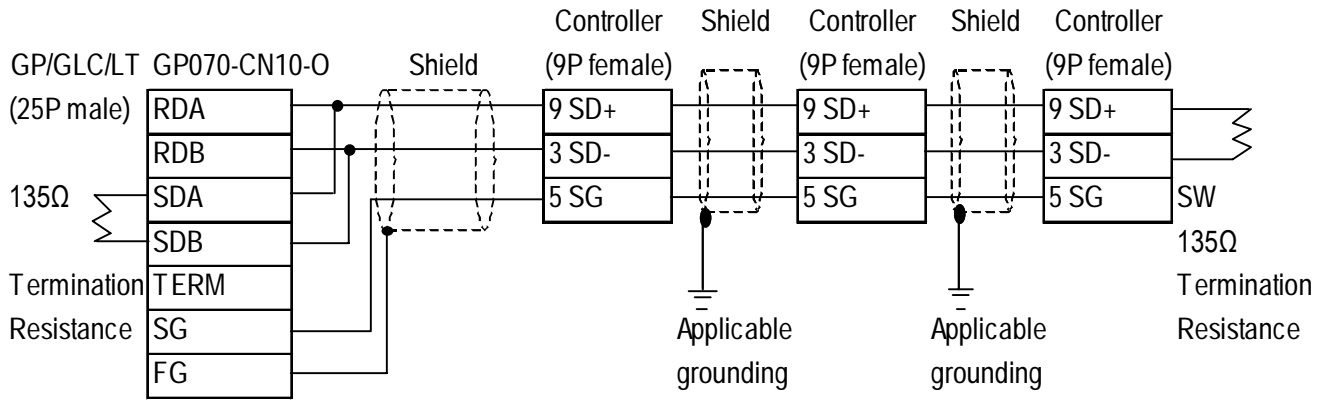 Controller Shield Controller Shield Controller
GP/GLC/LT GP070-CN10-O Shield (9P female) (9P female) (9P female)
(25P male) RDA 9 SD+ 9 SD+ 9 SD+
RDB 3 SD- 3 SD- 3 SD-
135Ω SDA 5 SG 5 SG 5 SG SW
SDB 135Ω
Termination TERM Termination
Resistance SG Applicable Applicable Resistance
FG grounding grounding